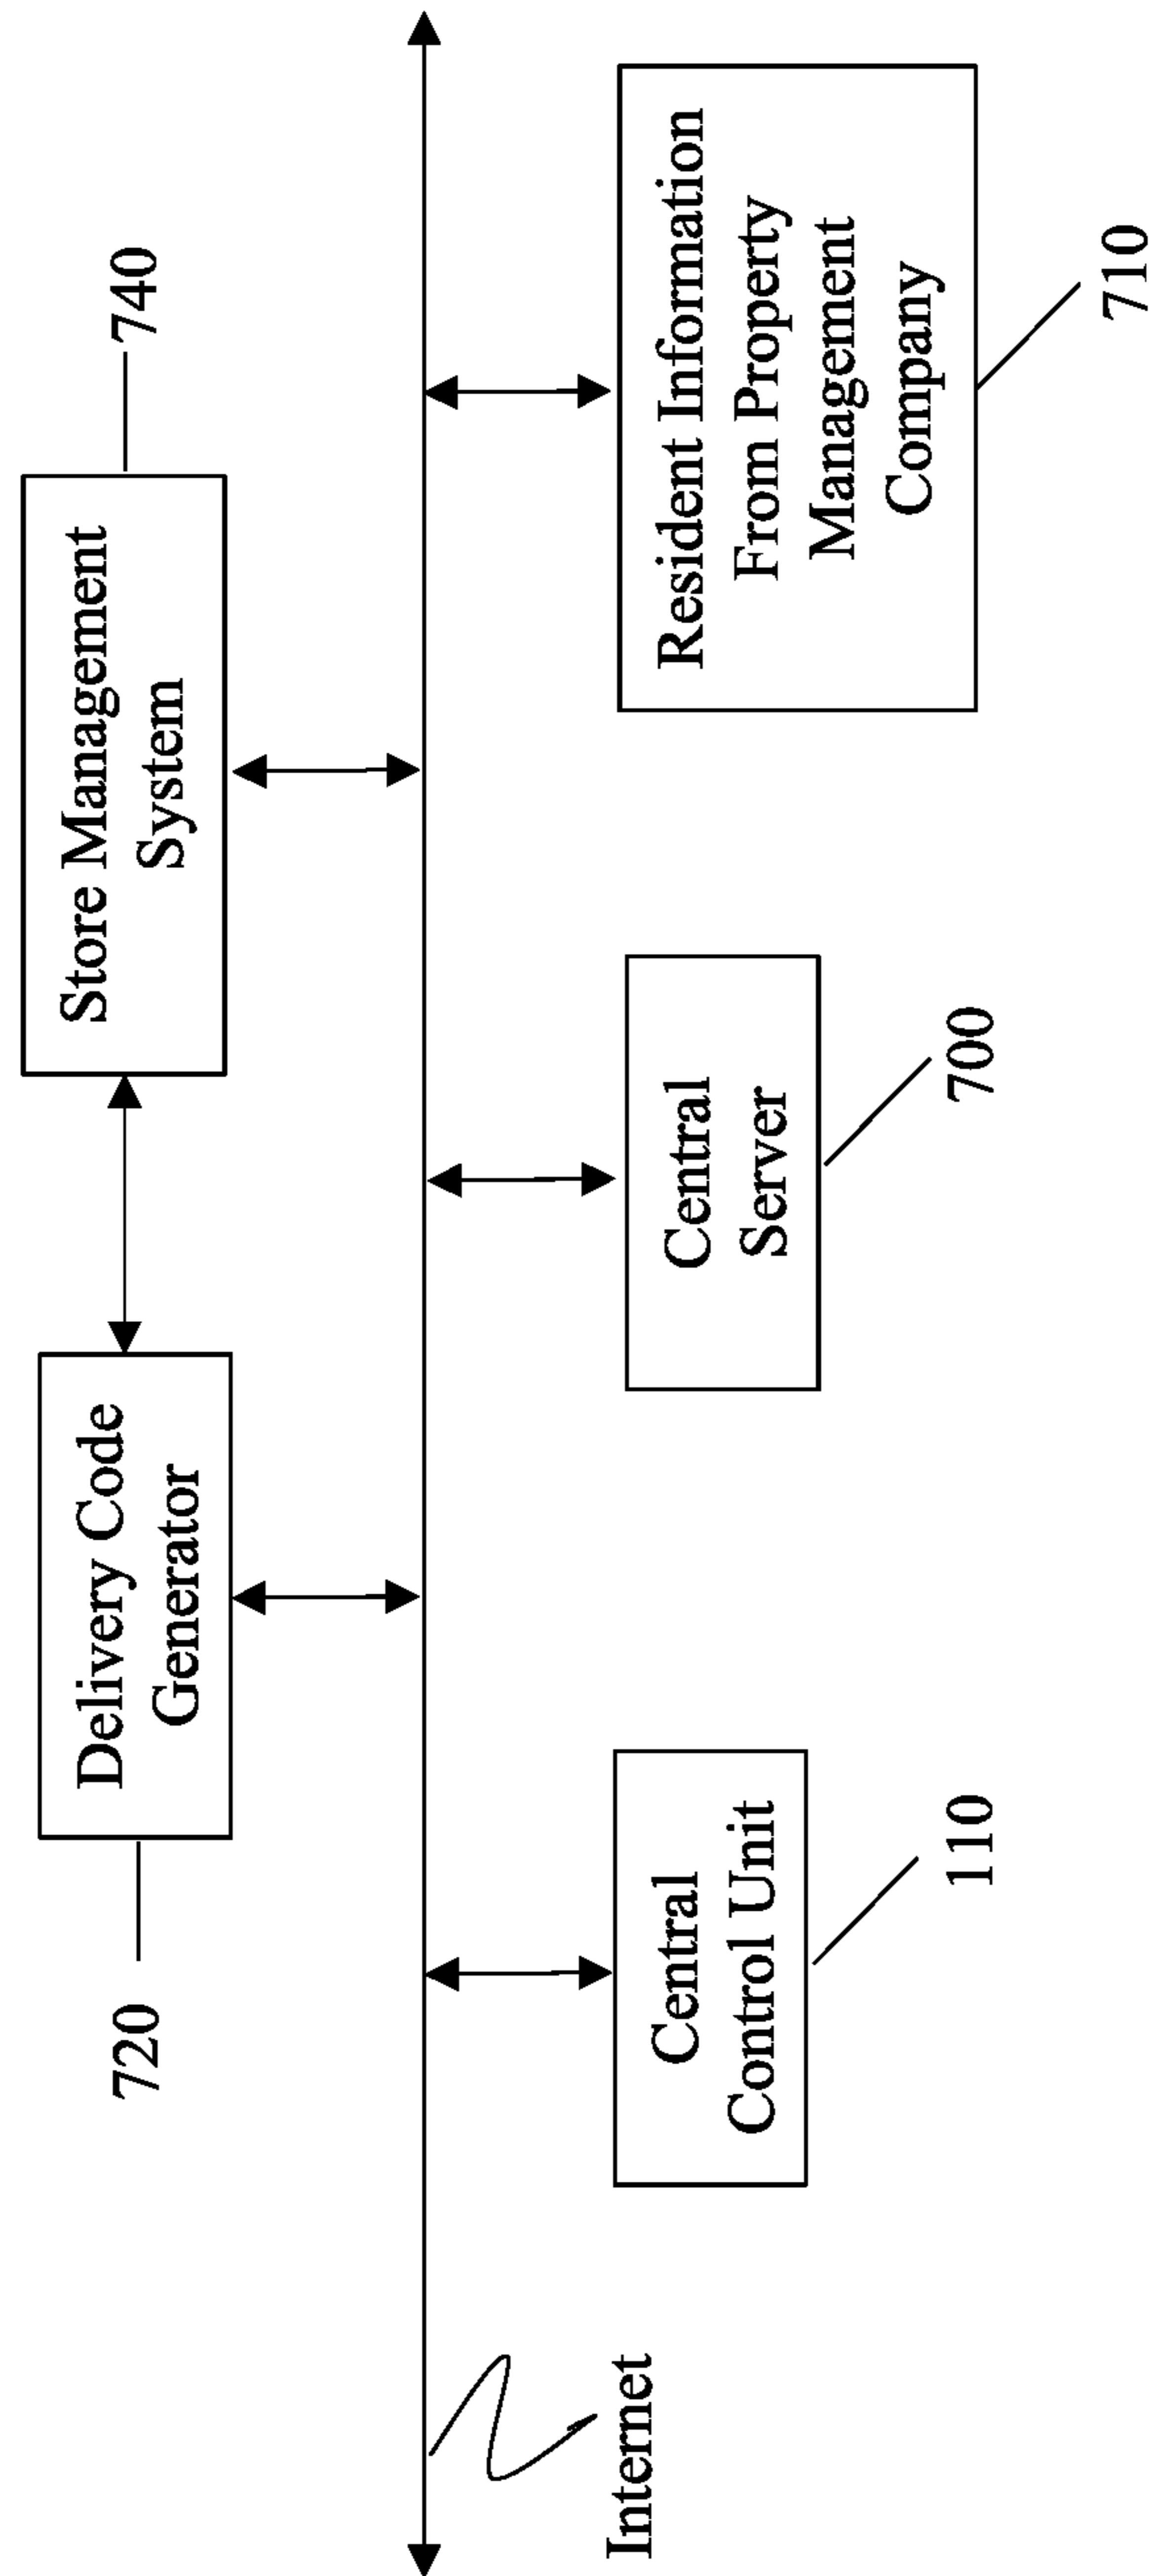 720
Delivery Code
Generator
Store Management
System
740
Internet
Central
Control Unit
110
Central
Server
700
Resident Information
From Property
Management
Company
710